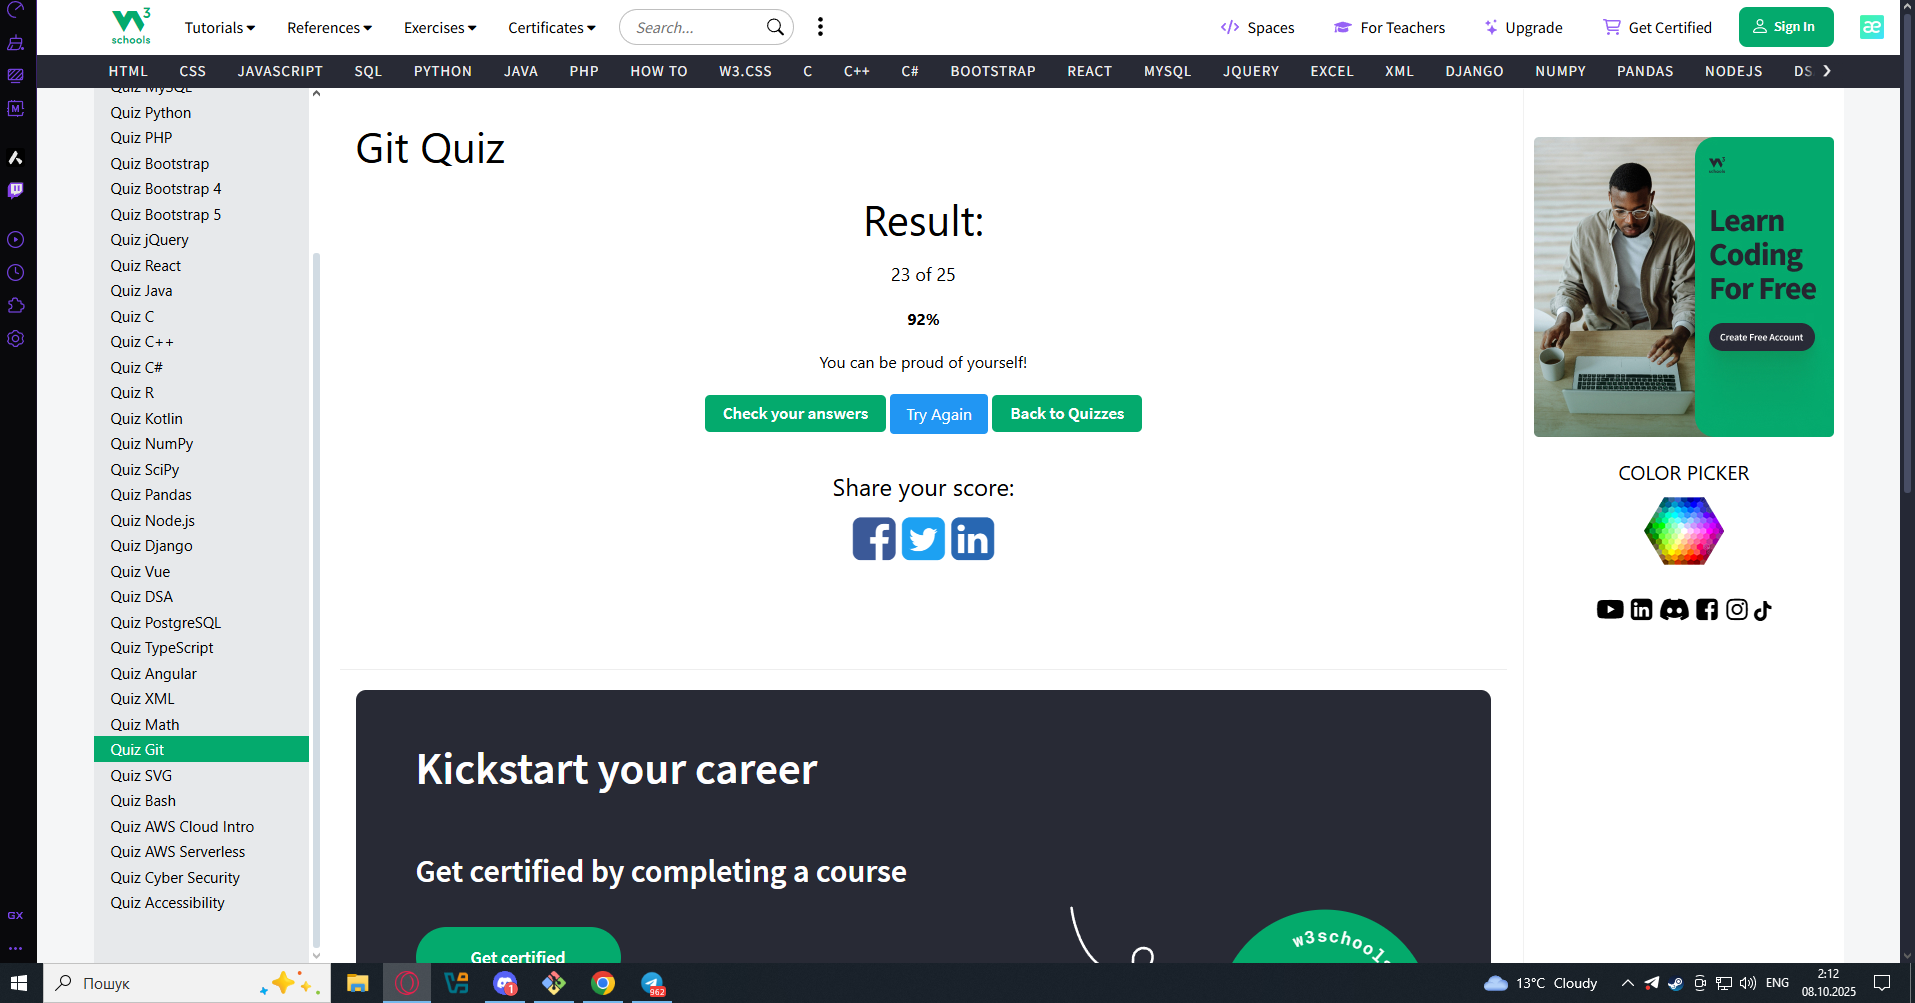 W3 schools
Tutorials
References
Exercises
Certificates
Search...
Spaces
For Teachers
Upgrade
Get Certified
Sign In
æ
HTML CSS JAVASCRIPT SQL PYTHON JAVA PHP HOW TO W3.CSS C C++ C# BOOTSTRAP REACT MYSQL JQUERY EXCEL XML DJANGO NUMPY PANDAS NODEJS DS
Quiz MySQL
Quiz Python
Quiz PHP
Quiz Bootstrap
Quiz Bootstrap 4
Quiz Bootstrap 5
Quiz jQuery
Quiz React
Quiz Java
Quiz C
Quiz C++
Quiz C#
Quiz R
Quiz Kotlin
Quiz NumPy
Quiz SciPy
Quiz Pandas
Quiz Node.js
Quiz Django
Quiz Vue
Quiz DSA
Quiz PostgreSQL
Quiz TypeScript
Quiz Angular
Quiz XML
Quiz Math
Quiz Git
Quiz SVG
Quiz Bash
Quiz AWS Cloud Intro
Quiz AWS Serverless
Quiz Cyber Security
Quiz Accessibility
Git Quiz
Result:
23 of 25
92%
You can be proud of yourself!
Check your answers
Try Again
Back to Quizzes
Share your score:
Kickstart your career
Get certified by completing a course
Get certified
w3schools
W3 schools
Learn
Coding
For Free
Create Free Account
COLOR PICKER
GX
Пошук
1
962
13°C Cloudy
ENG
2:12
08.10.2025